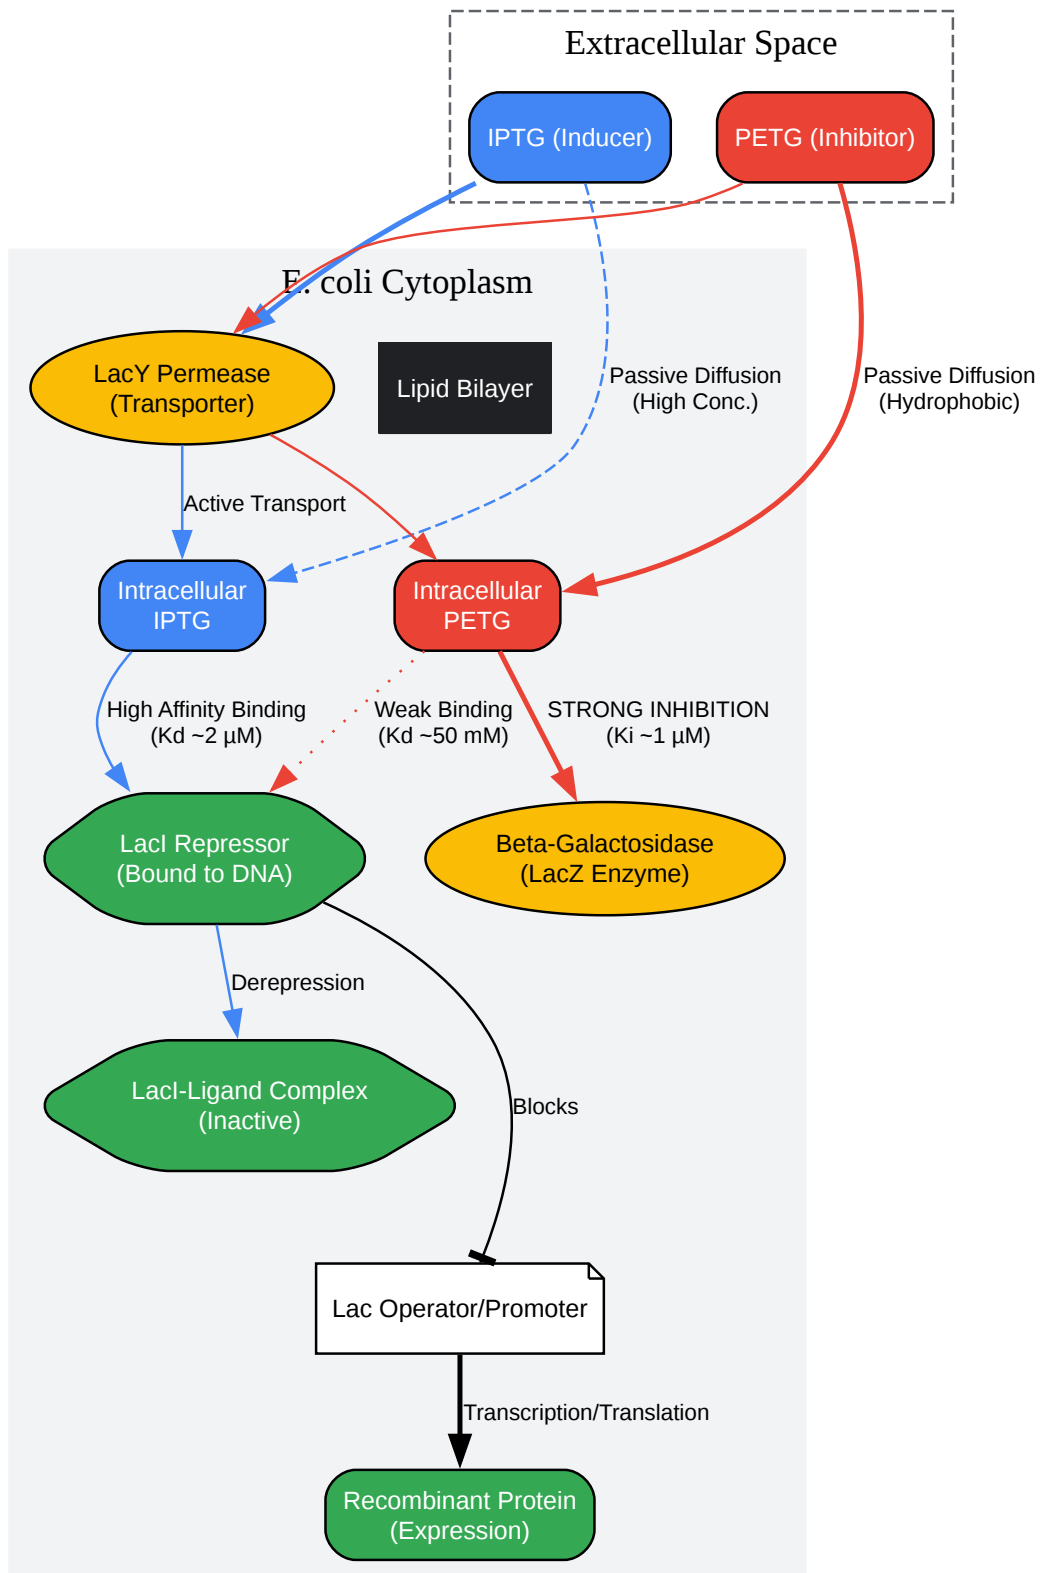 Extracellular Space
IPTG (Inducer)
PETG (Inhibitor)
E. coli Cytoplasm
LacY Permease
(Transporter)
Lipid Bilayer
Passive Diffusion
(High Conc.)
Passive Diffusion
(Hydrophobic)
Active Transport
Intracellular
IPTG
Intracellular
PETG
High Affinity Binding
(Kd ~2 µM)
Weak Binding
(Kd ~50 mM)
STRONG INHIBITION
(Ki ~1 µM)
LacI Repressor
(Bound to DNA)
Beta-Galactosidase
(LacZ Enzyme)
Derepression
LacI-Ligand Complex
(Inactive)
Blocks
Lac Operator/Promoter
Transcription/Translation
Recombinant Protein
(Expression)